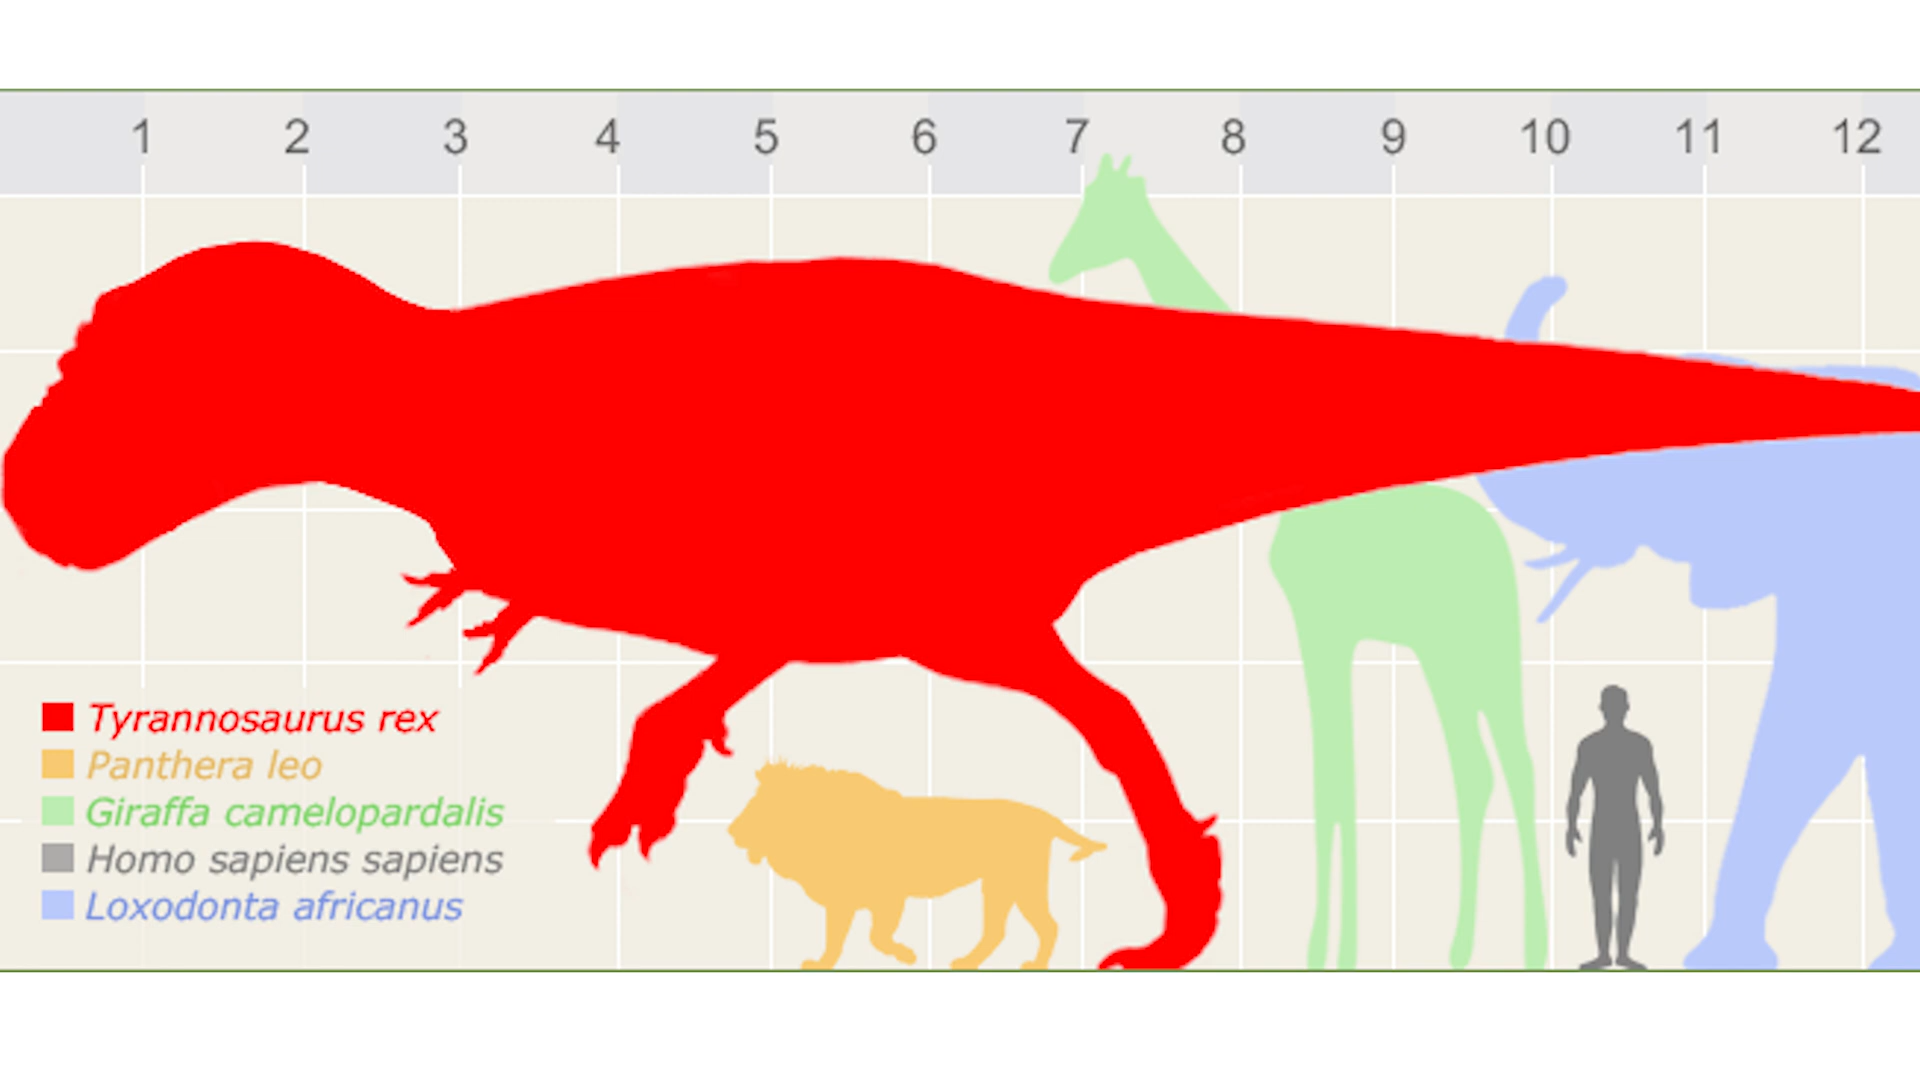 1 2 3 4 5 6 7 8 9 10 11 12
Tyrannosaurus rex
Panthera leo
Giraffa camelopardalis
Homo sapiens sapiens
Loxodonta africanus